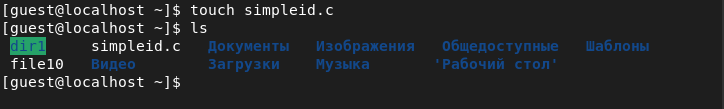 [guest@localhost ~]$ touch simpleid.c
[guest@localhost ~]$ ls
dir1 simpleid.c Документы Изображения Общедоступные Шаблоны
file10 Видео Загрузки Музыка 'Рабочий стол'
[guest@localhost ~]$